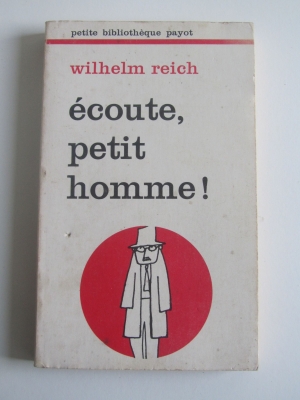 petite bibliothèque payot
wilhelm reich
écoute,
petit
homme!